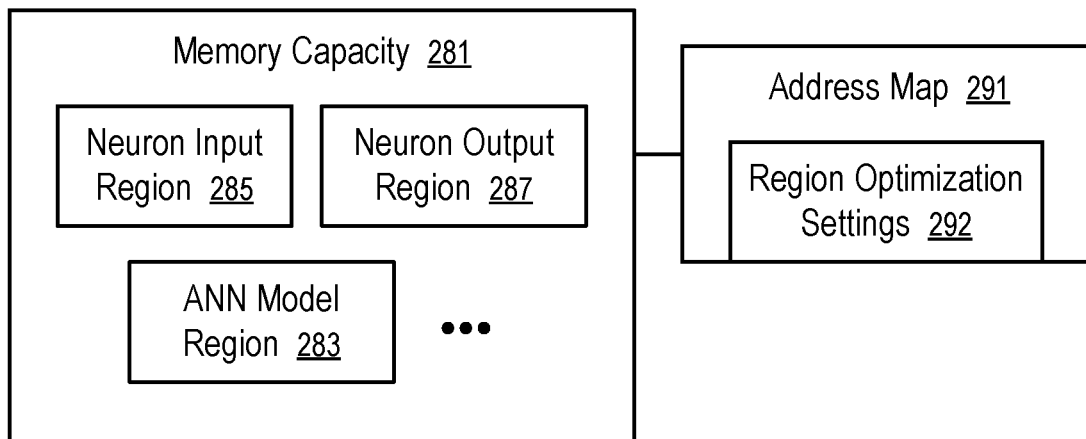 Memory Capacity 281
Neuron Input
Region 285
Neuron Output
Region 287
ANN Model
Region 283
Address Map 291
Region Optimization
Settings 292